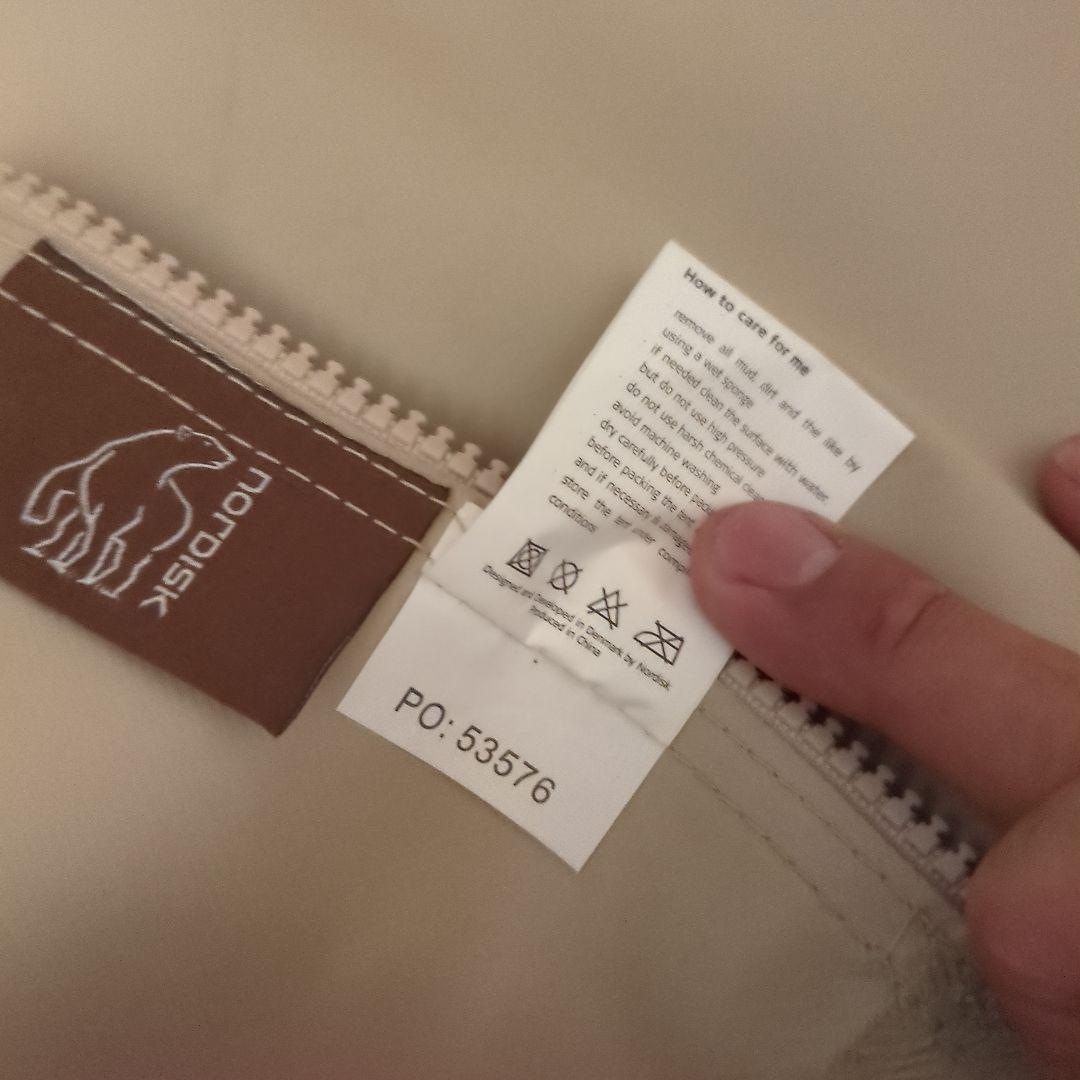 NORDISK
How to care for me
remove all mud, dirt and the like by
using a wet sponge
if needed clean the surface with water
but do not use high pressure
do not use harsh chemical
avoid machine washing
dry carefully before
before packing the tent
and if necessary
store the tent under
conditions
Designed and Developed in Denmark by Nordisk
Produced in China
PO: 53576